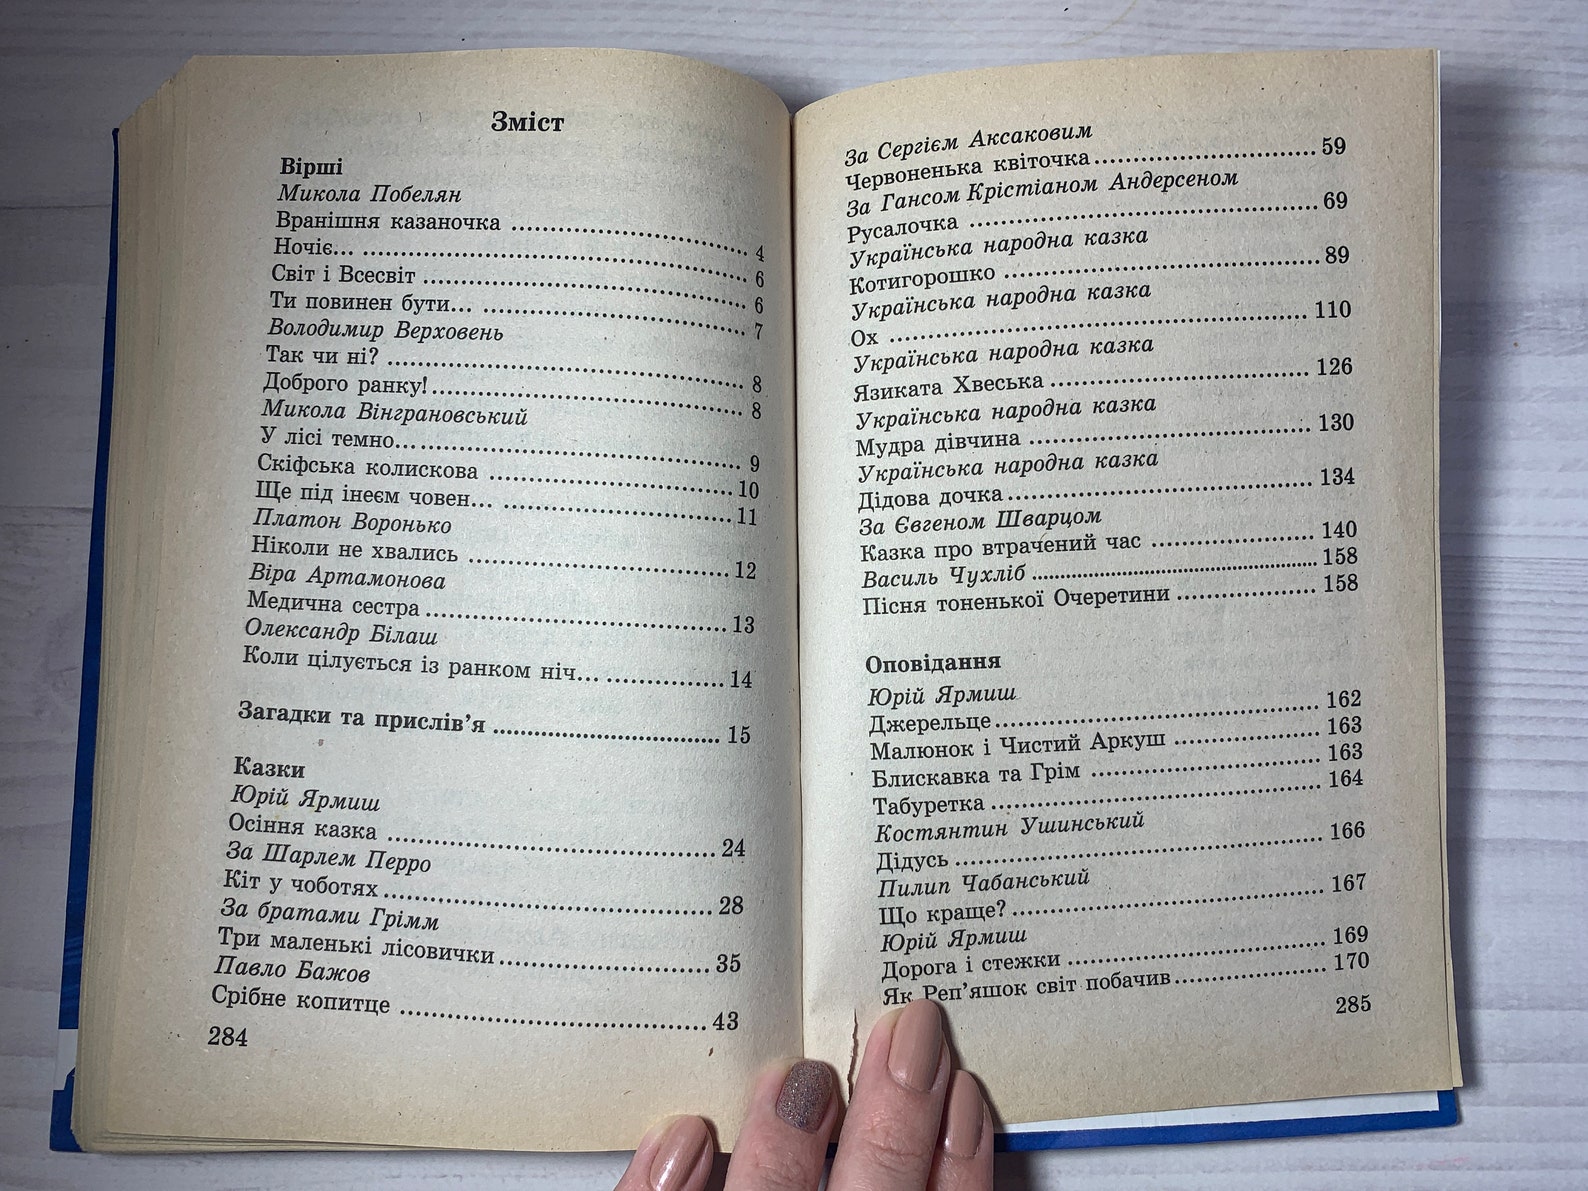 Зміст
Вірші
Микола Побелян
Вранішня казаночка ........ 4
Ночіє... ........ 6
Світ і Всесвіт ........ 6
Ти повинен бути... ........ 7
Володимир Верховень
Так чи ні? ........ 8
Доброго ранку! ........ 8
Микола Вінграновський
У лісі темно... ........ 9
Скіфська колискова ........ 10
Ще під інеєм човен... ........ 11
Платон Воронько
Ніколи не хвались ........ 12
Віра Артамонова
Медична сестра ........ 13
Олександр Білаш
Коли цілується із ранком ніч... ........ 14
Загадки та прислів’я ........ 15
Казки
Юрій Ярмиш
Осіння казка ........ 24
За Шарлем Перро
Кіт у чоботях ........ 28
За братами Грімм
Три маленькі лісовички ........ 35
Павло Бажов
Срібне копитце ........ 43
284
За Сергієм Аксаковим
Червоненька квіточка ........ 59
За Гансом Крістіаном Андерсеном
Русалочка ........ 69
Українська народна казка
Котигорошко ........ 89
Українська народна казка
Ох ........ 110
Українська народна казка
Язиката Хвеська ........ 126
Українська народна казка
Мудра дівчина ........ 130
Українська народна казка
Дідова дочка ........ 134
За Євгеном Шварцом
Казка про втрачений час ........ 140
Василь Чухліб ........ 158
Пісня тоненької Очеретини ........ 158
Оповідання
Юрій Ярмиш
Джерельце ........ 162
Малюнок і Чистий Аркуш ........ 163
Блискавка та Грім ........ 163
Табуретка ........ 164
Костянтин Ушинський
Дідусь ........ 166
Пилип Чабанський
Що краще? ........ 167
Юрій Ярмиш
Дорога і стежки ........ 169
Як Реп’яшок світ побачив ........ 170
285